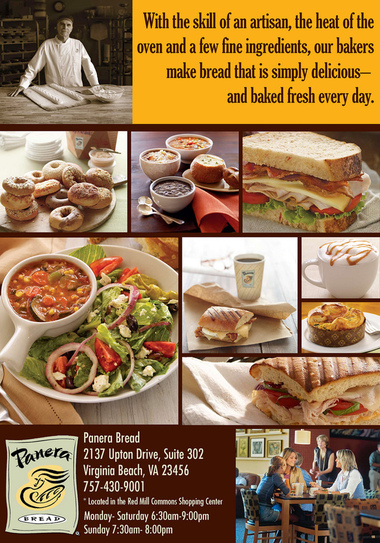 With the skill of an artisan, the heat of the
oven and a few fine ingredients, our bakers
make bread that is simply delicious—
and baked fresh every day.
Panera
BREAD
Panera Bread
2137 Upton Drive, Suite 302
Virginia Beach, VA 23456
757-430-9001
* Located in the Red Mill Commons Shopping Center
Monday- Saturday 6:30am-9:00pm
Sunday 7:30am- 8:00pm